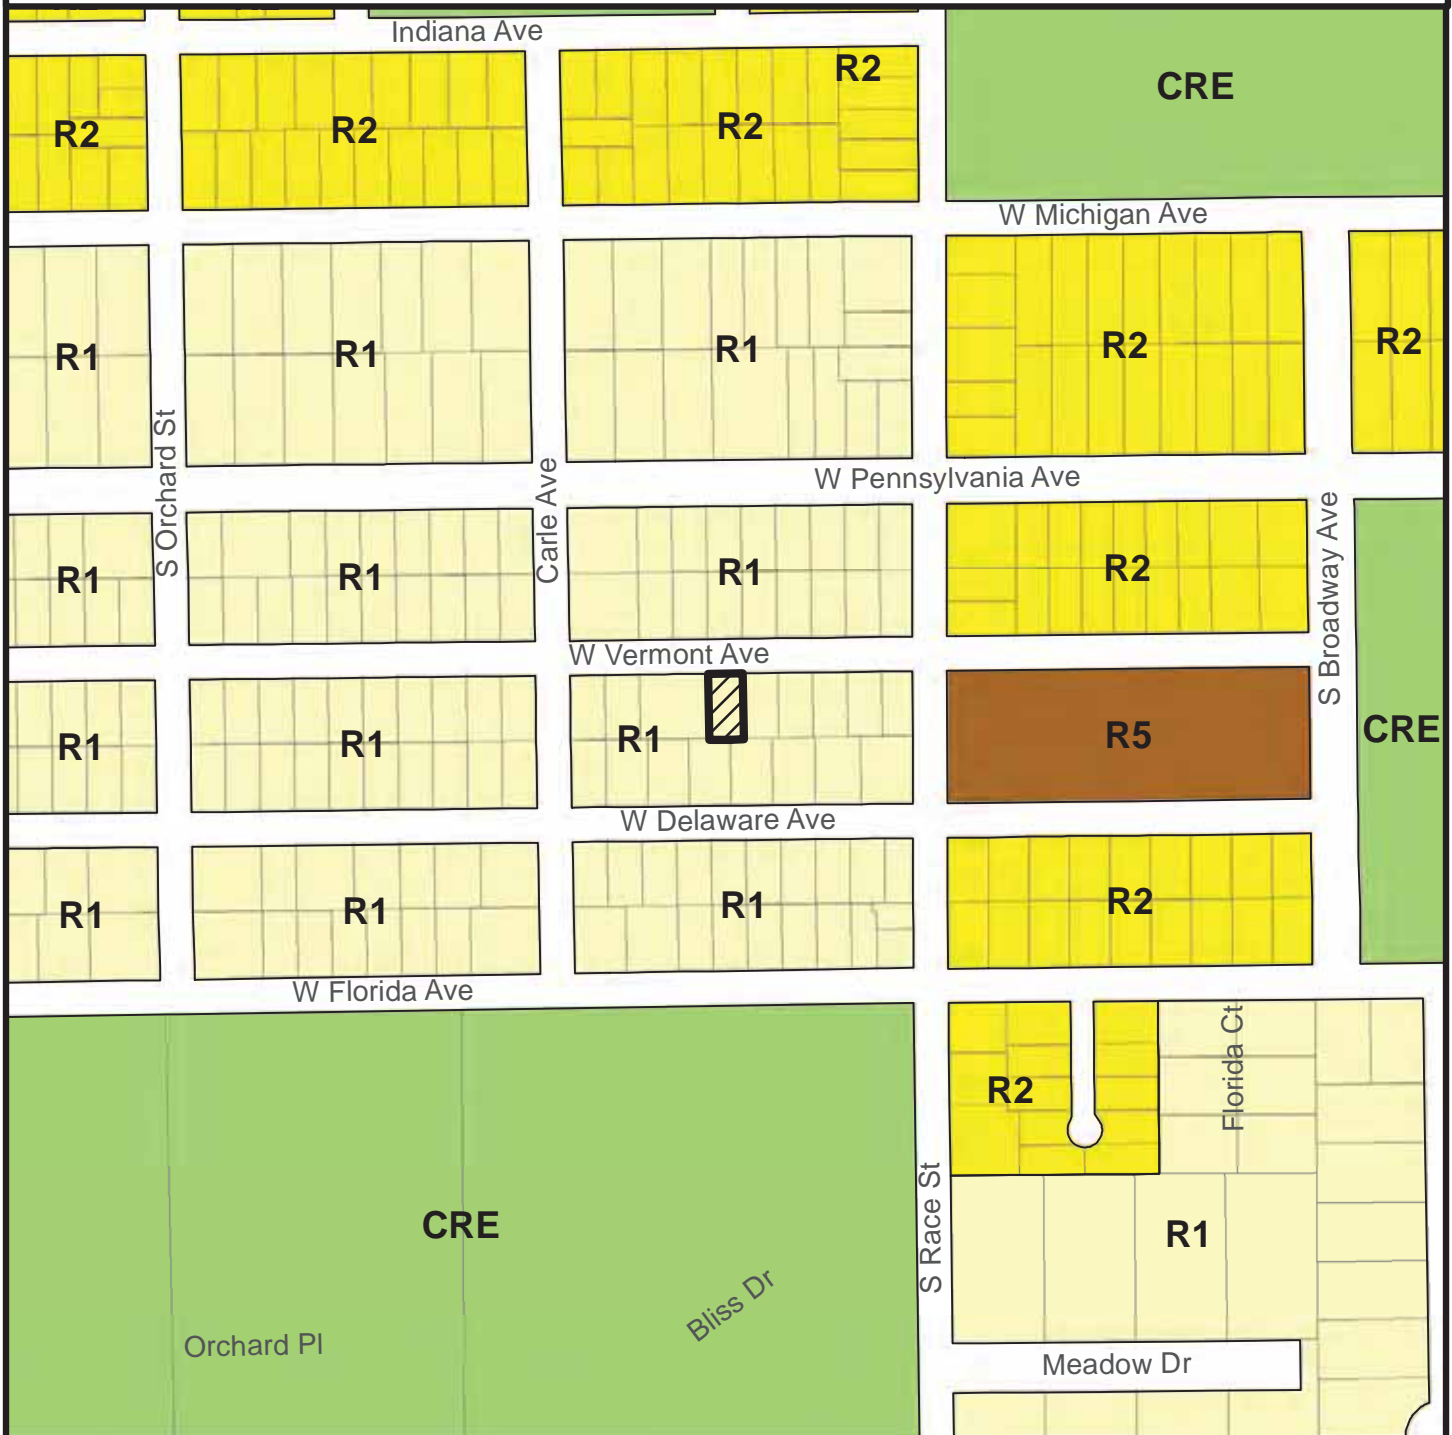 Indiana Ave
R2
CRE
R2
R2
R2
W Michigan Ave
R1
R1
R1
R2
R2
S Orchard St
Carle Ave
W Pennsylvania Ave
S Broadway Ave
R1
R1
R1
R2
W Vermont Ave
R1
R1
R1
R5
CRE
W Delaware Ave
R1
R1
R1
R2
W Florida Ave
Florida Ct
R2
S Race St
CRE
R1
Bliss Dr
Orchard Pl
Meadow Dr